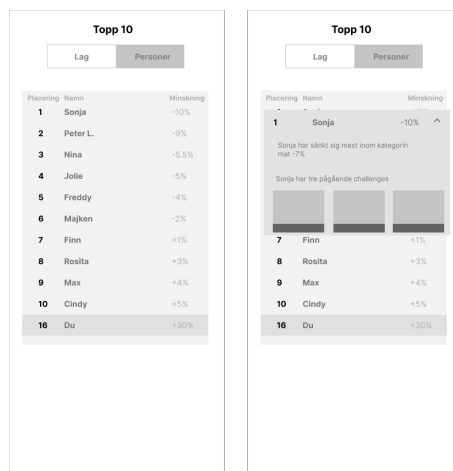 Topp 10
Lag Personer
Placering Namn Minskning
1 Sonja -10%
2 Peter L. -9%
3 Nina -5.5%
4 Jolie -5%
5 Freddy -4%
6 Majken -2%
7 Finn +1%
8 Rosita +3%
9 Max +4%
10 Cindy +5%
16 Du +30%
Topp 10
Lag Personer
Placering Namn Minskning
1 Sonja -10%
Sonja har sänkt sig mest inom kategorin
mat -7%
Sonja har tre pågående challenges
7 Finn +1%
8 Rosita +3%
9 Max +4%
10 Cindy +5%
16 Du +30%